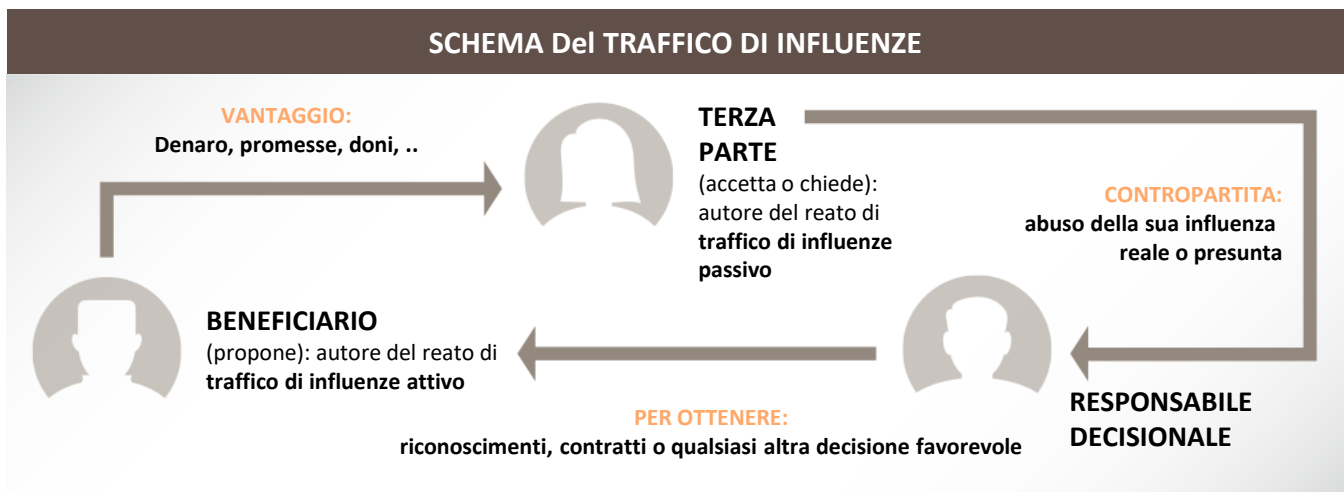 SCHEMA Del TRAFFICO DI INFLUENZE
VANTAGGIO:
Denaro, promesse, doni, ..
TERZA
PARTE
(accetta o chiede):
autore del reato di
traffico di influenze
passivo
CONTROPARTITA:
abuso della sua influenza
reale o presunta
BENEFICIARIO
(propone): autore del reato di
traffico di influenze attivo
RESPONSABILE
DECISIONALE
PER OTTENERE:
riconoscimenti, contratti o qualsiasi altra decisione favorevole